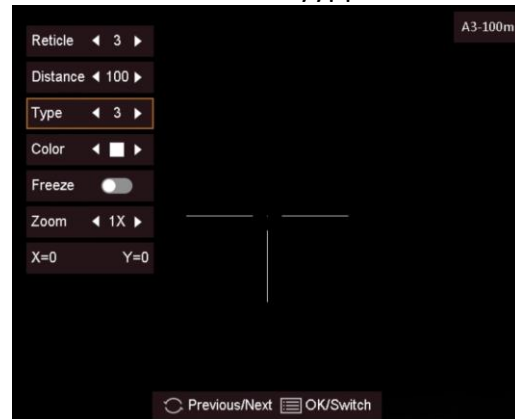 A3-100m
Reticle 3
Distance 100
Type 3
Color
Freeze
Zoom 1X
X=0 Y=0
Previous/Next OK/Switch